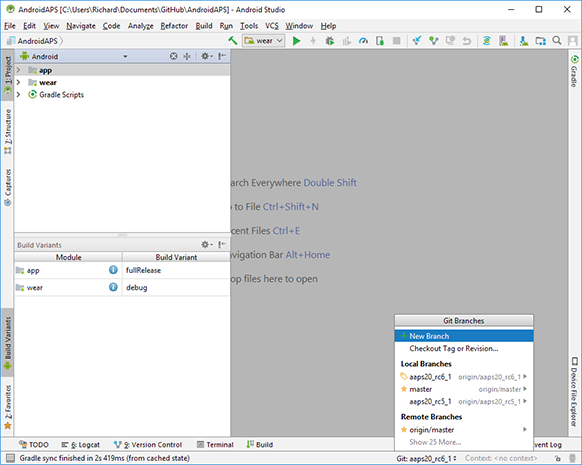 AndroidAPS [C:\Users\Richard\Documents\GitHub\AndroidAPS] - Android Studio
File Edit View Navigate Code Analyze Refactor Build Run Tools VCS Window Help
AndroidAPS
wear
1: Project
Android
Gradle
app
wear
Gradle Scripts
7: Structure
Captures
arch Everywhere Double Shift
to File Ctrl+Shift+N
cent Files Ctrl+E
vigation Bar Alt+Home
op files here to open
Build Variants
Module Build Variant
app fullRelease
wear debug
Build Variants
2: Favorites
Git Branches
New Branch
Checkout Tag or Revision...
Local Branches
aaps20_rc6_1 origin/aaps20_rc6_1
master origin/master
aaps20_rc5_1 origin/aaps20_rc5_1
Remote Branches
origin/master
Show 25 More...
Device File Explorer
TODO 6: Logcat 9: Version Control Terminal Build ent Log
Gradle sync finished in 2s 419ms (from cached state) Git: aaps20_rc6_1 Context: <no context>